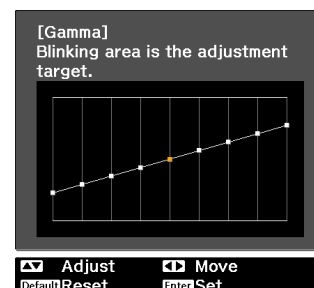 [Gamma]
Blinking area is the adjustment
target.
Adjust Move
Default Reset Enter Set